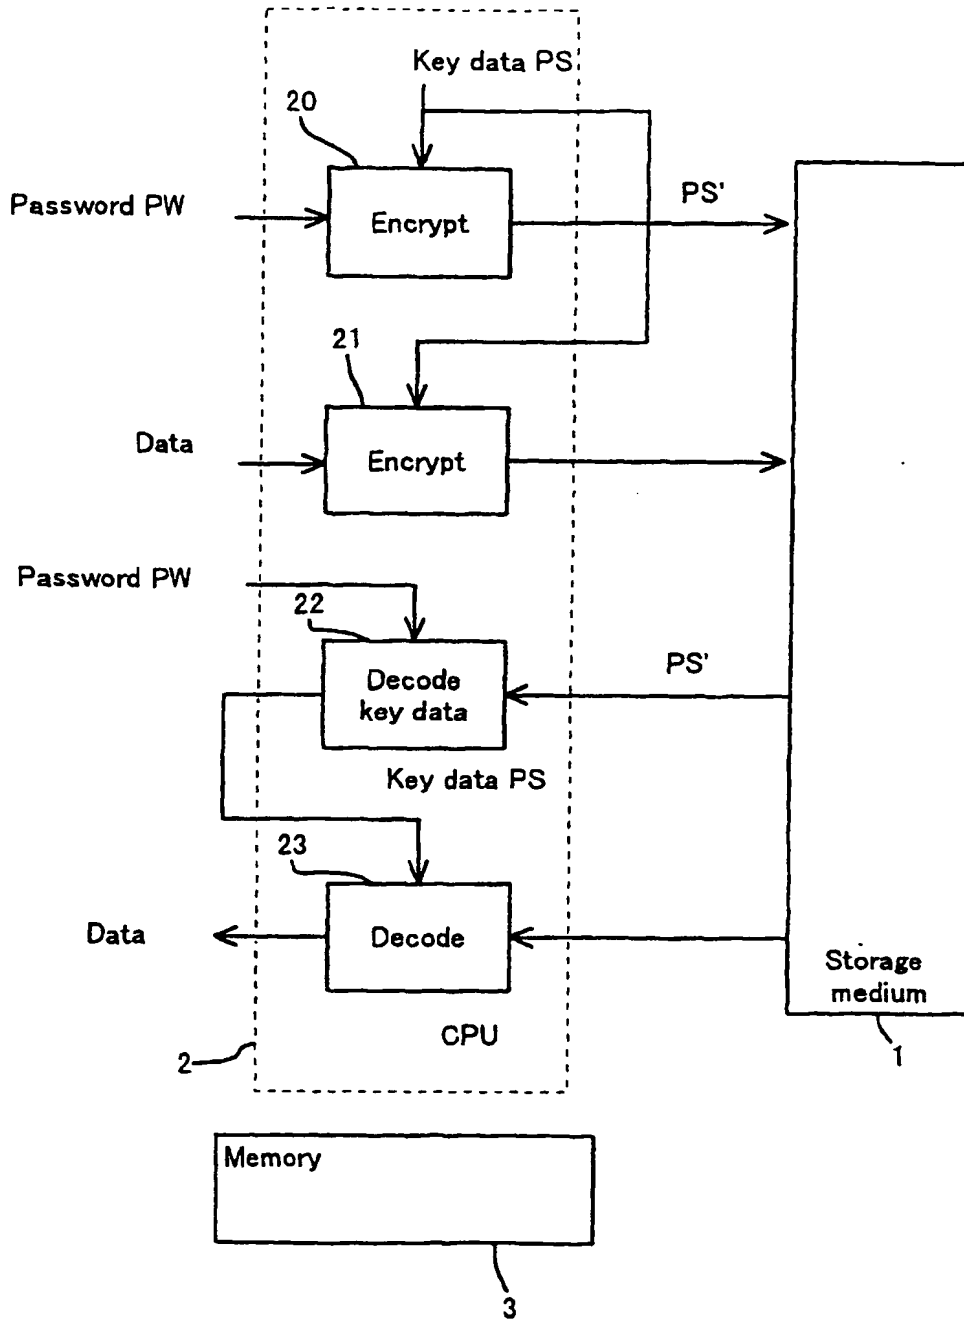 Key data PS
20
Password PW
Encrypt
PS'
21
Data
Encrypt
Password PW
22
Decode
key data
PS'
Key data PS
23
Data
Decode
Storage
medium
CPU
2
1
Memory
3